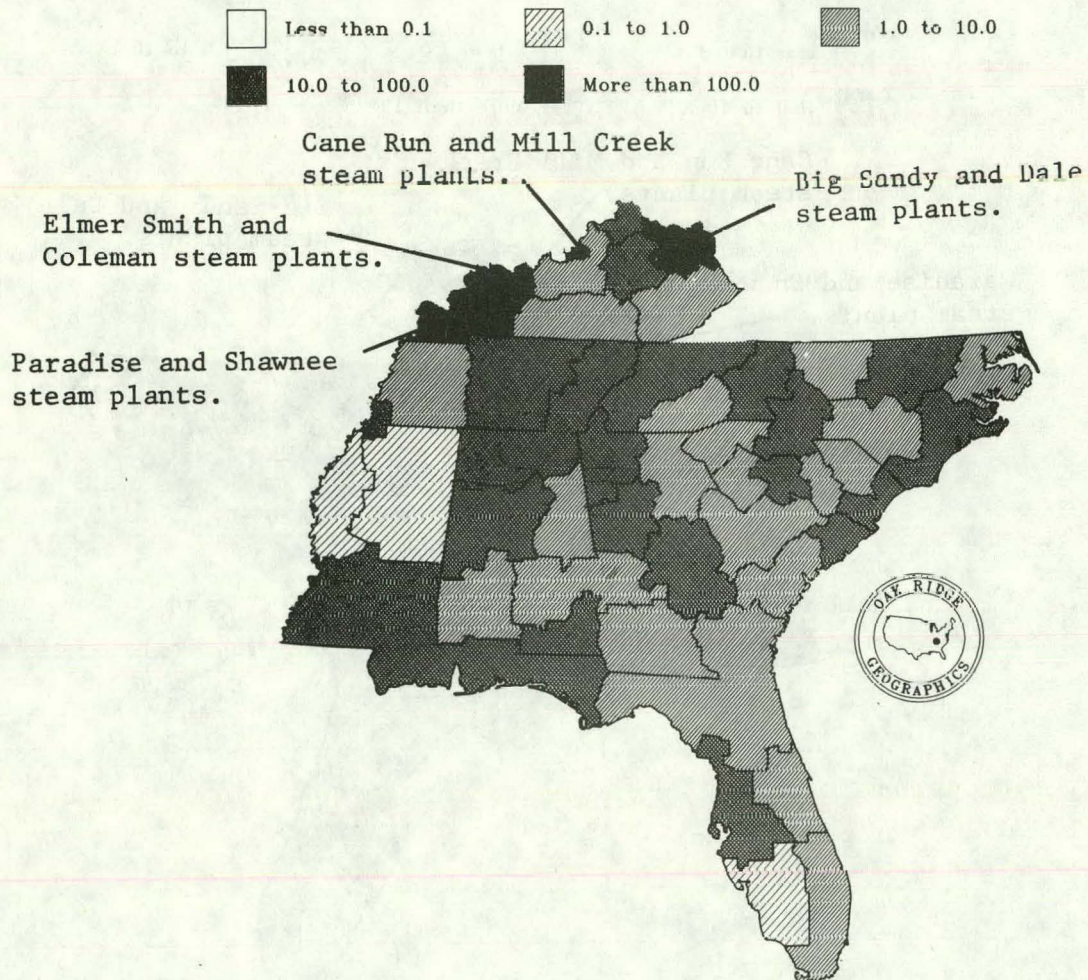 Less than 0.1
0.1 to 1.0
1.0 to 10.0
10.0 to 100.0
More than 100.0
Cane Run and Mill Creek
steam plants..
Big Sandy and Dale
steam plants.
Elmer Smith and
Coleman steam plants.
Paradise and Shawnee
steam plants.
OAK RIDGE
GEOGRAPHICS